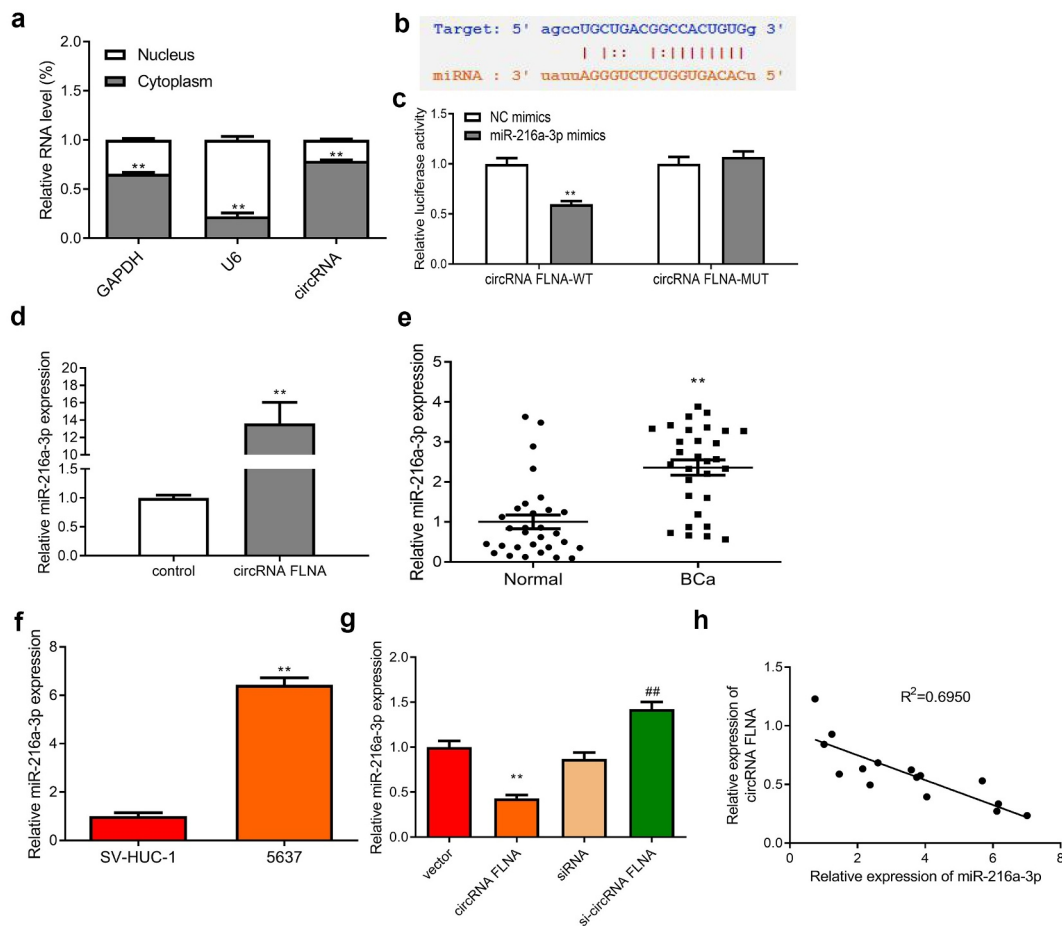 a
Relative RNA level (%)
2.0
1.5
1.0
0.5
0.0
Nucleus
Cytoplasm
**
**
**
GAPDH
U6
circRNA
b
Target: 5' agccUGCUGACGGCCACUGUGg 3'
| |:: |:||||||||
miRNA : 3' uauuAGGGUCUCUGGUGACACu 5'
c
Relative luciferase activity
1.5
1.0
0.5
0.0
NC mimics
miR-216a-3p mimics
**
circRNA FLNA-WT
circRNA FLNA-MUT
d
Relative miR-216a-3p expression
20
18
16
14
12
10
1.5
1.0
0.5
0.0
**
control
circRNA FLNA
e
Relative miR-216a-3p expression
5
4
3
2
1
0
**
Normal
BCa
f
Relative miR-216a-3p expression
8
6
4
2
0
**
SV-HUC-1
5637
g
Relative miR-216a-3p expression
2.0
1.5
1.0
0.5
0.0
**
##
vector
circRNA FLNA
siRNA
si-circRNA FLNA
h
Relative expression of
circRNA FLNA
1.5
1.0
0.5
0.0
R²=0.6950
0
2
4
6
8
Relative expression of miR-216a-3p